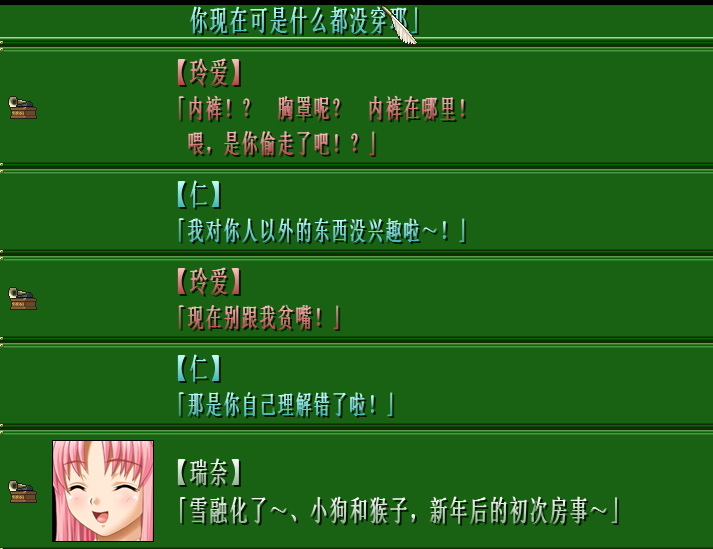 你现在可是什么都没穿耶」
【玲爱】
「内裤！？　胸罩呢？　内裤在哪里！
喂，是你偷走了吧！？」
【仁】
「我对你人以外的东西没兴趣啦～！」
【玲爱】
「现在别跟我贫嘴！」
【仁】
「那是你自己理解错了啦！」
【瑞奈】
「雪融化了～、小狗和猴子，新年后的初次房事～」